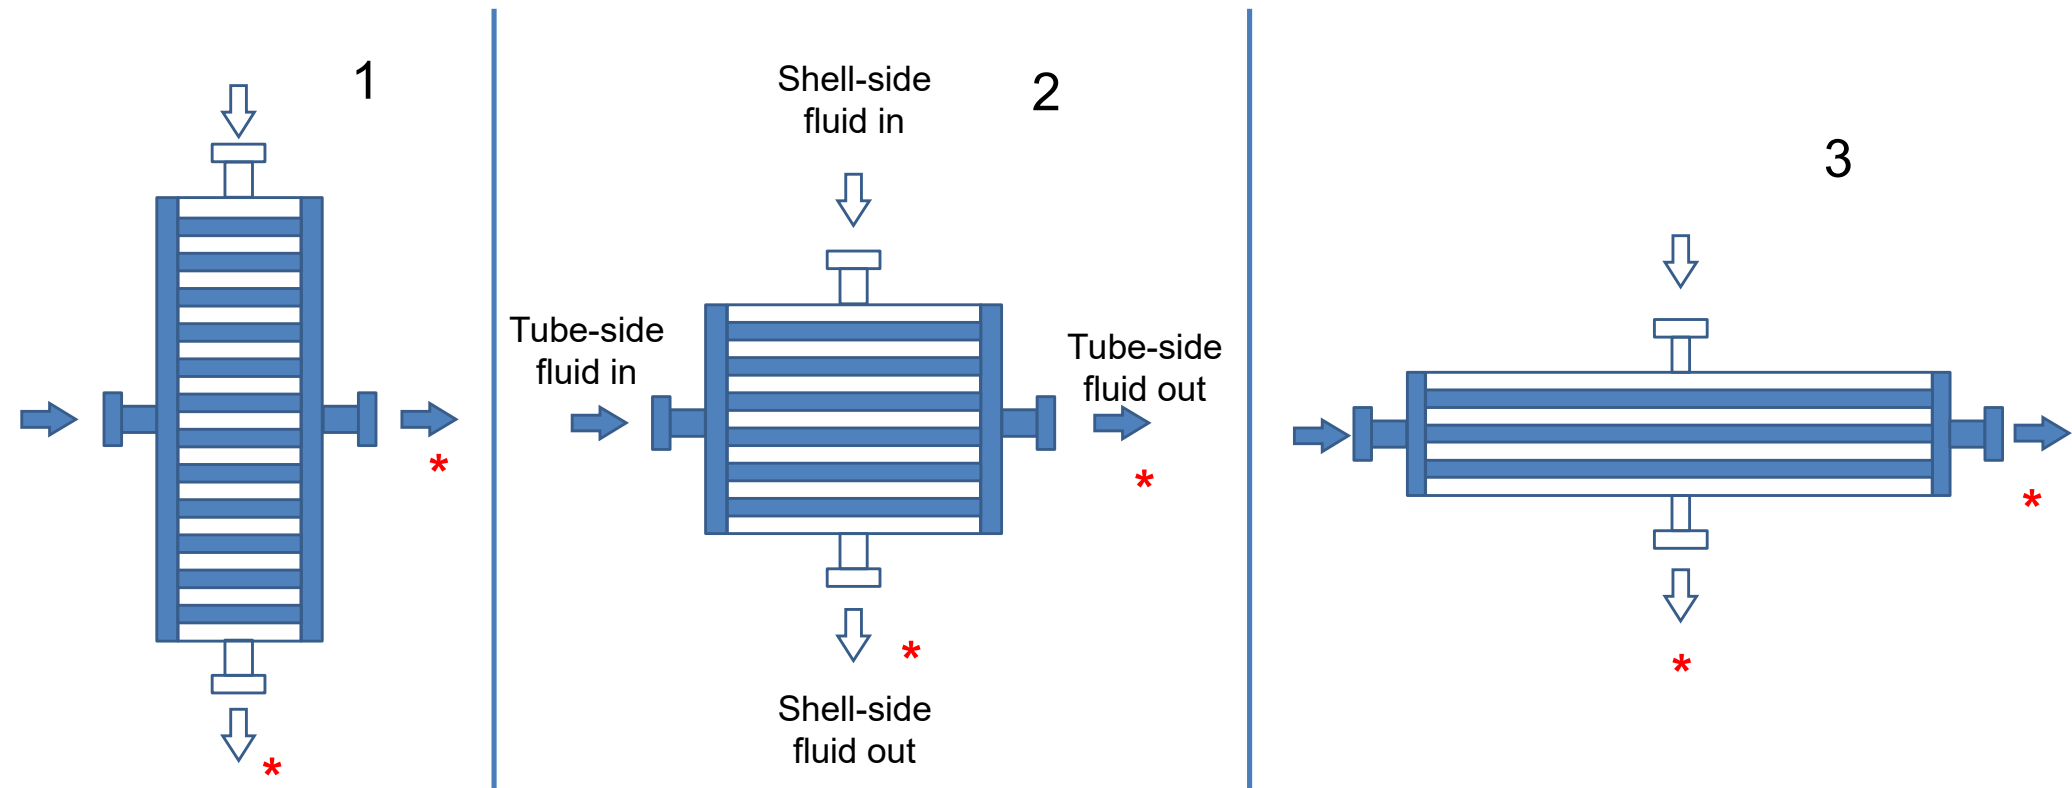 1
*
*
Shell-side
fluid in
2
Tube-side
fluid in
Tube-side
fluid out
*
*
Shell-side
fluid out
3
*
*